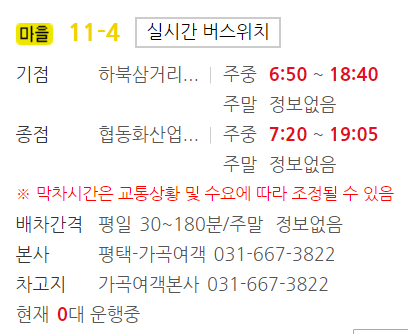 마을 11-4 실시간 버스위치
기점 하북삼거리... 주중 6:50 ~ 18:40
주말 정보없음
종점 협동화산업... 주중 7:20 ~ 19:05
주말 정보없음
※ 막차시간은 교통상황 및 수요에 따라 조정될 수 있음
배차간격 평일 30~180분/주말 정보없음
본사 평택-가곡여객 031-667-3822
차고지 가곡여객본사 031-667-3822
현재 0대 운행중